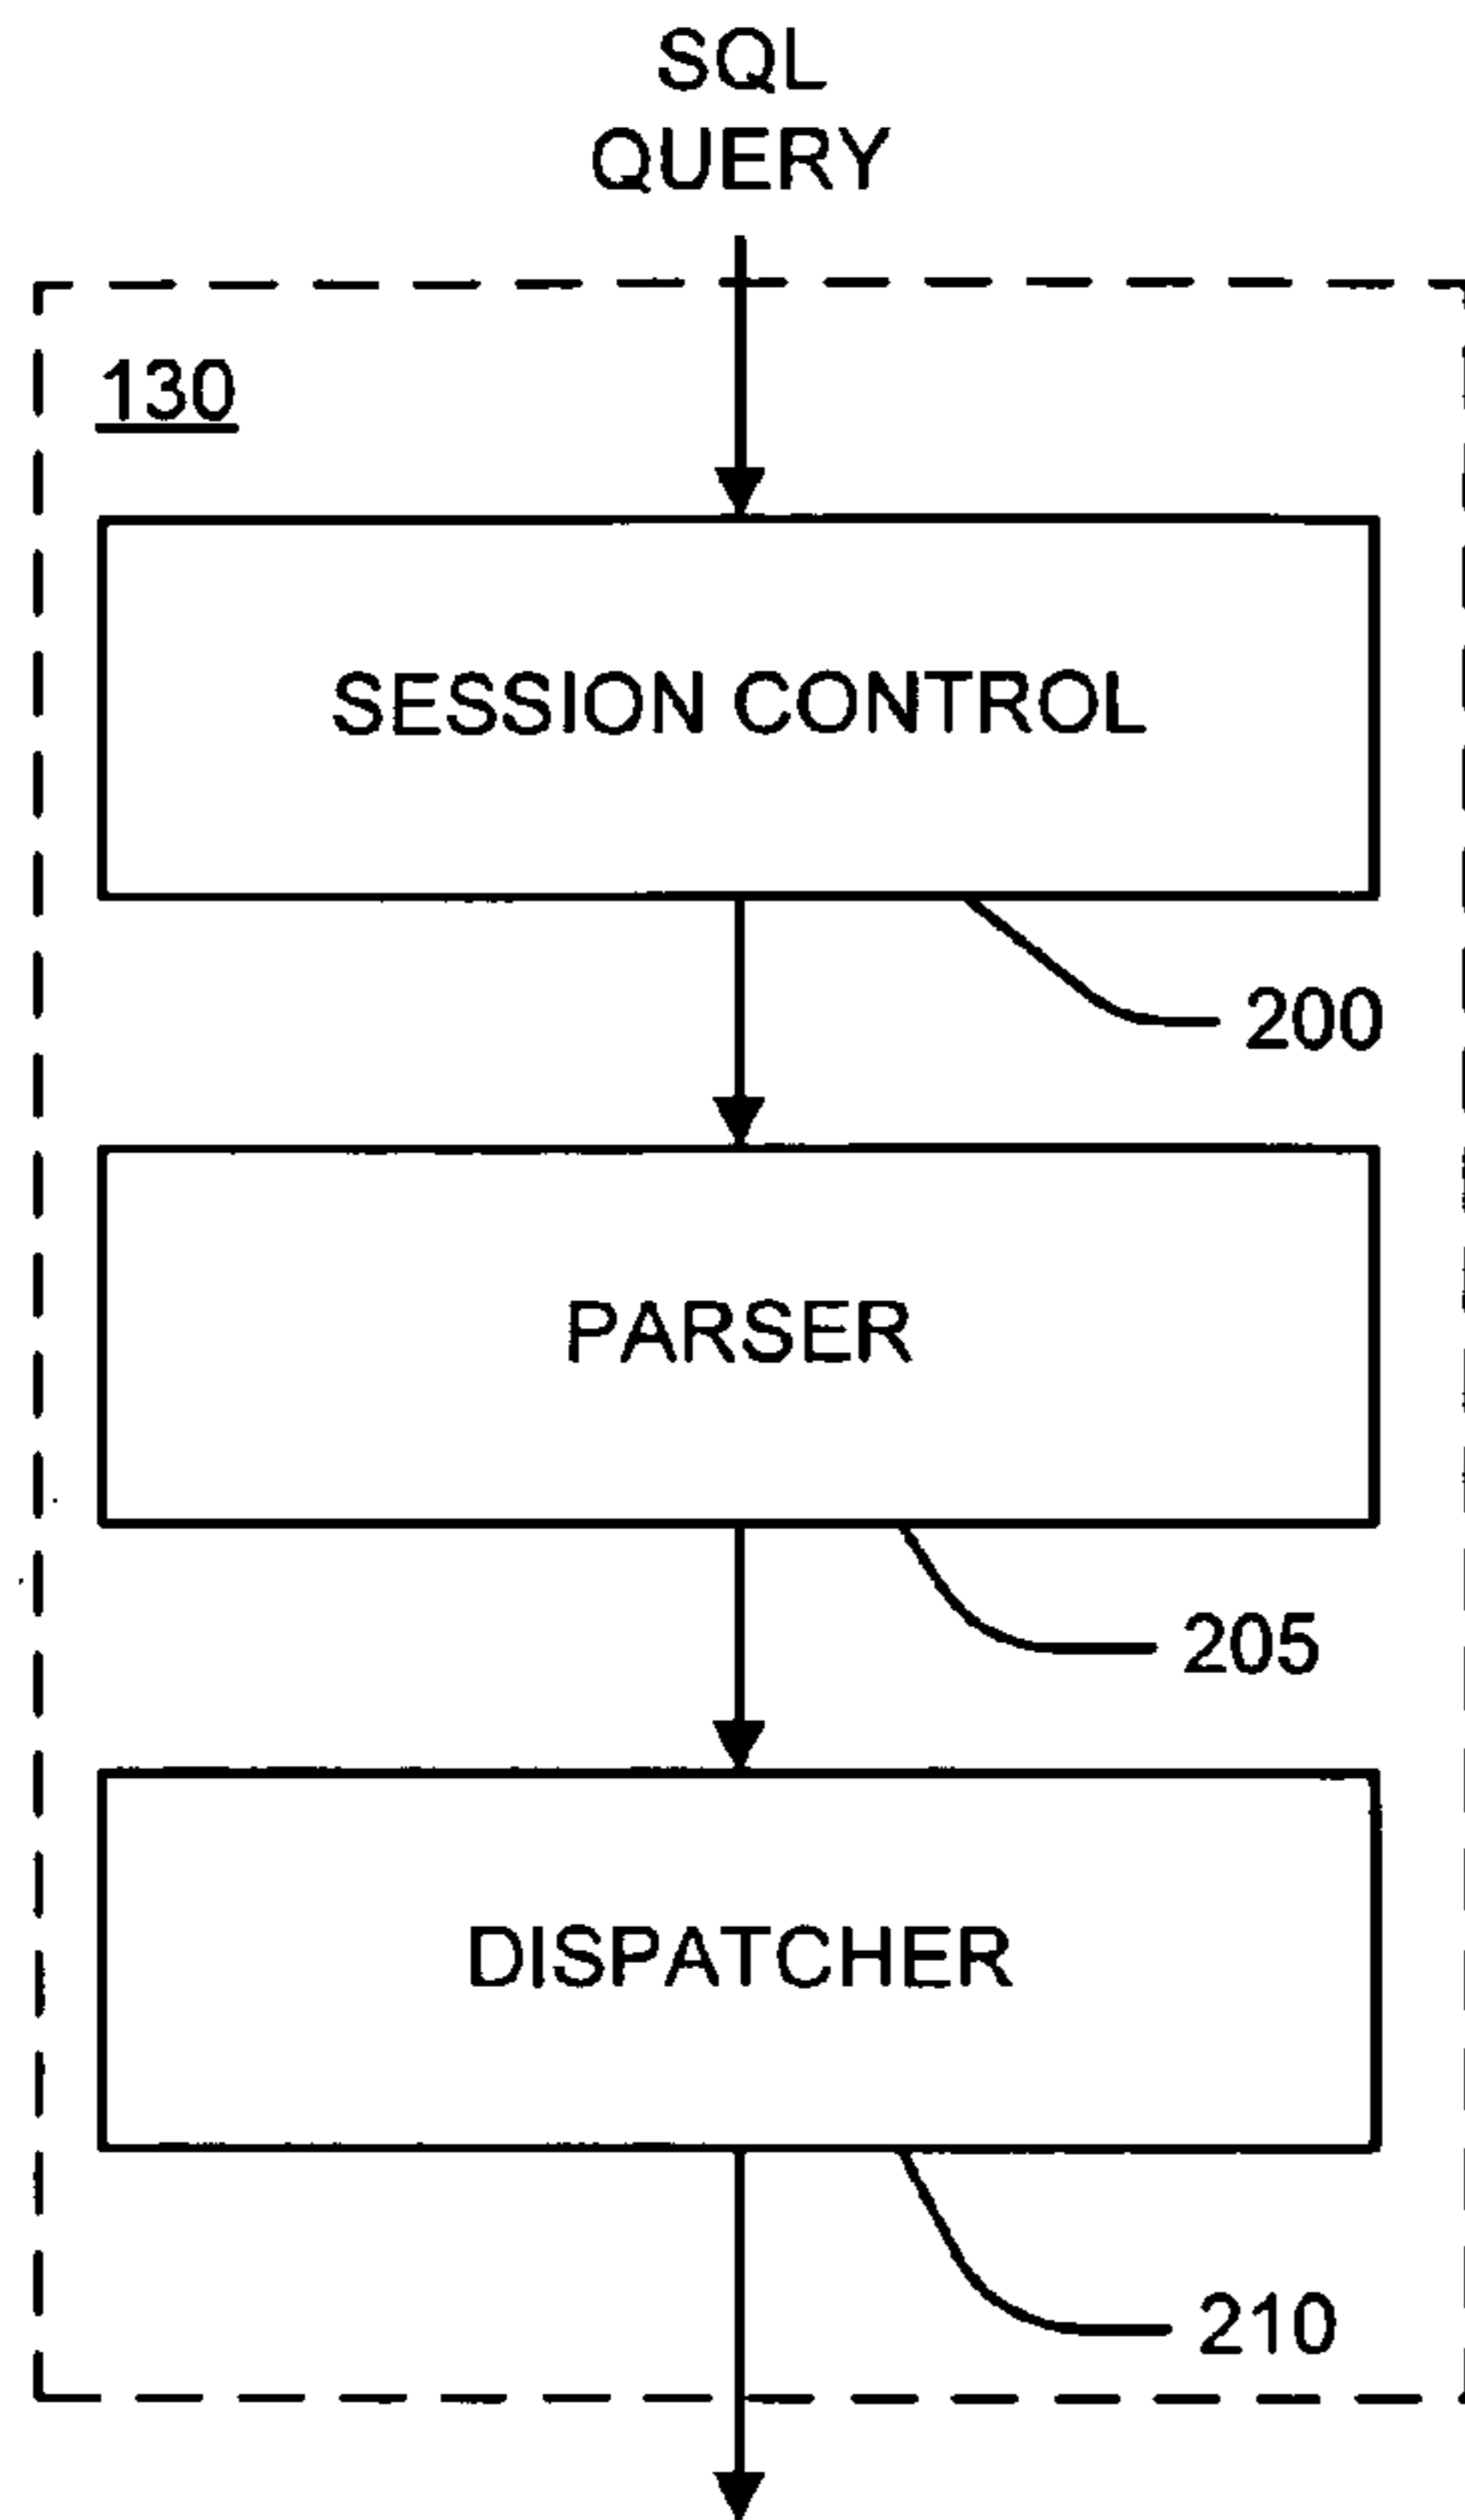 SQL
QUERY
130
SESSION CONTROL
200
PARSER
205
DISPATCHER
210